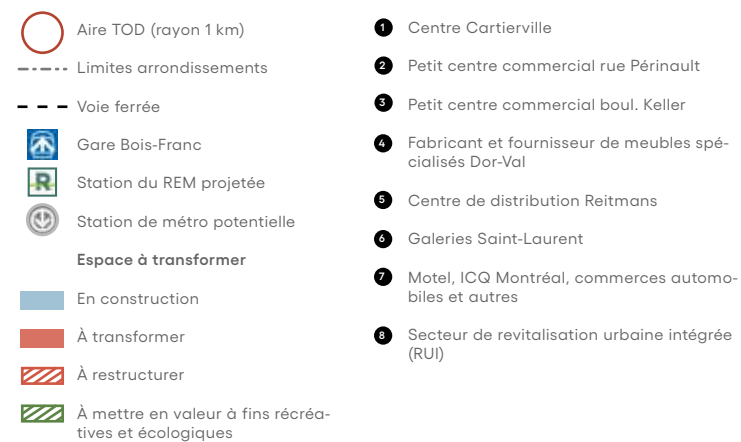 Aire TOD (rayon 1 km)
Limites arrondissements
Voie ferrée
Gare Bois-Franc
R
Station du REM projetée
Station de métro potentielle
Espace à transformer
En construction
À transformer
À restructurer
À mettre en valeur à fins récréa-
tives et écologiques
1 Centre Cartierville
2 Petit centre commercial rue Périnault
3 Petit centre commercial boul. Keller
4 Fabricant et fournisseur de meubles spé-
cialisés Dor-Val
5 Centre de distribution Reitmans
6 Galeries Saint-Laurent
7 Motel, ICQ Montréal, commerces automo-
biles et autres
8 Secteur de revitalisation urbaine intégrée
(RUI)